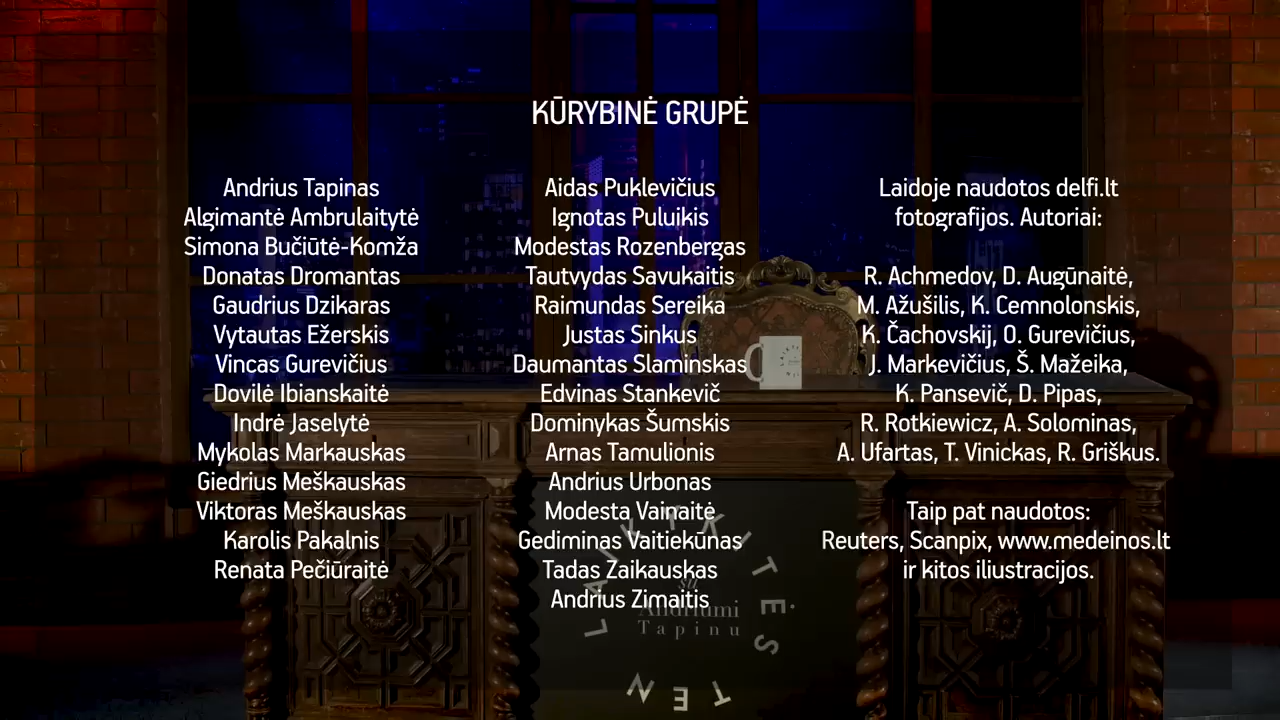 KŪRYBINĖ GRUPĖ
Andrius Tapinas
Algimantė Ambrulaitytė
Simona Bučiūtė-Komža
Donatas Dromantas
Gaudrius Dzikaras
Vytautas Ežerskis
Vincas Gurevičius
Dovilė Ibianskaitė
Indrė Jaselytė
Mykolas Markauskas
Giedrius Meškauskas
Viktoras Meškauskas
Karolis Pakalnis
Renata Pečiūraitė
Aidas Puklevičius
Ignotas Puluikis
Modestas Rozenbergas
Tautvydas Savukaitis
Raimundas Sereika
Justas Sinkus
Daumantas Slaminskas
Edvinas Stankevič
Dominykas Šumskis
Arnas Tamulionis
Andrius Urbonas
Modesta Vainaitė
Gediminas Vaitiekūnas
Tadas Zaikauskas
Andrius Zimaitis
Laidoje naudotos delfi.lt
fotografijos. Autoriai:
R. Achmedov, D. Augūnaitė,
M. Ažušilis, K. Cemnolonskis,
K. Čachovskij, O. Gurevičius,
J. Markevičius, Š. Mažeika,
K. Pansevič, D. Pipas,
R. Rotkiewicz, A. Solominas,
A. Ufartas, T. Vinickas, R. Griškus.
Taip pat naudotos:
Reuters, Scanpix, www.medeinos.lt
ir kitos iliustracijos.
LAIKYKITĖS TEN
su
Andriumi
Tapinu